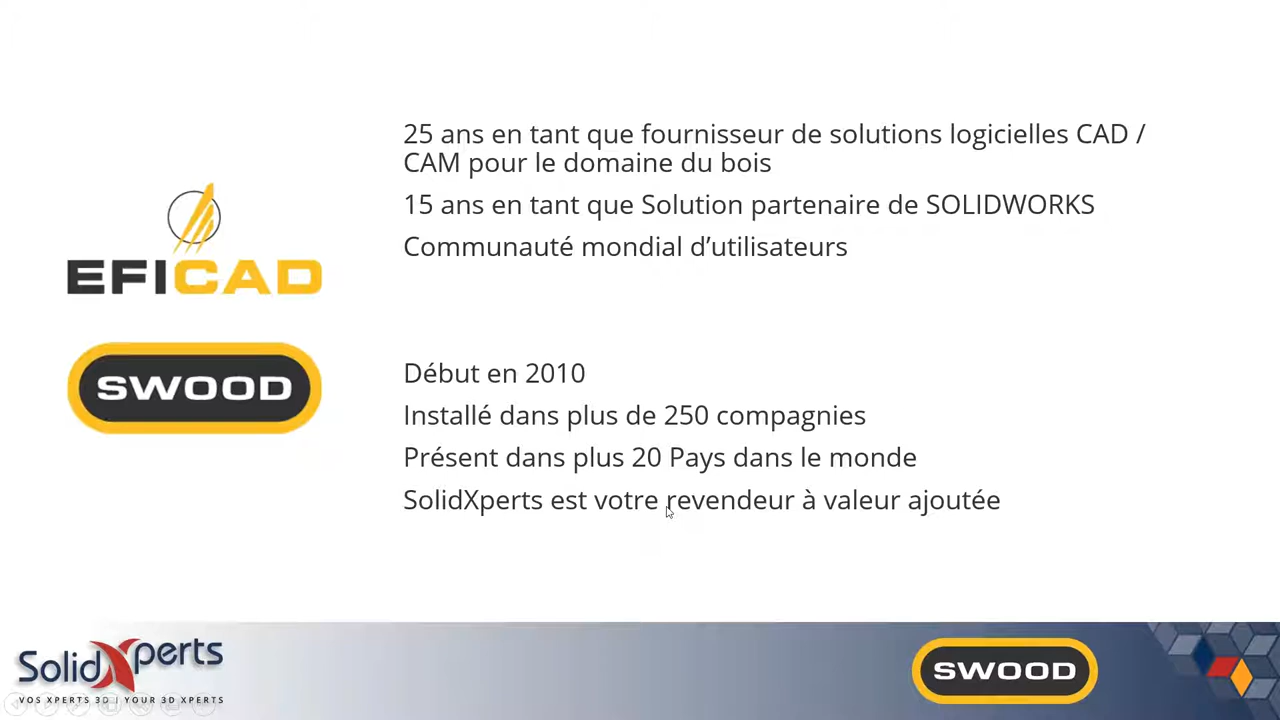 25 ans en tant que fournisseur de solutions logicielles CAD /
CAM pour le domaine du bois
15 ans en tant que Solution partenaire de SOLIDWORKS
Communauté mondial d’utilisateurs
EFICAD
SWOOD
Début en 2010
Installé dans plus de 250 compagnies
Présent dans plus 20 Pays dans le monde
SolidXperts est votre revendeur à valeur ajoutée
SolidXperts
VOS XPERTS 3D | YOUR 3D XPERTS
SWOOD